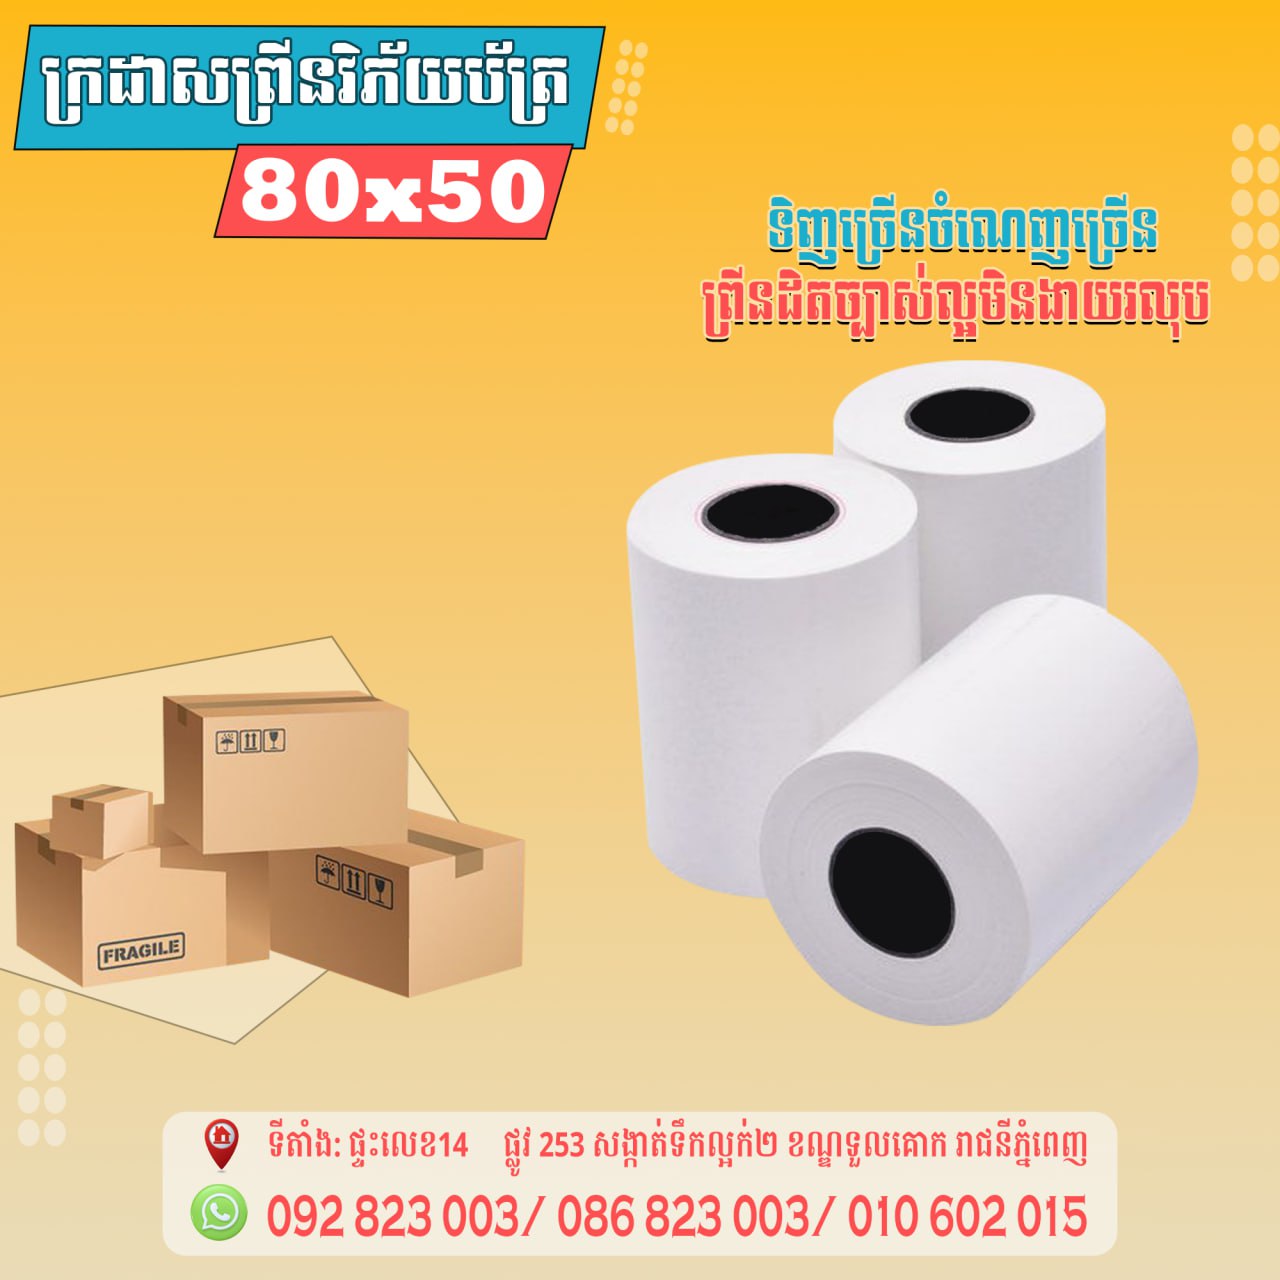 ក្រដាសព្រីនវិក័យប័ត្រ
80x50
ទិញច្រើនចំណេញច្រើន
ព្រីនដិតច្បាស់ល្អមិនងាយរលុប
FRAGILE
ទីតាំង: ផ្ទះលេខ14 ផ្លូវ 253 សង្កាត់ទឹកល្អក់២ ខណ្ឌទួលគោក រាជធនីភ្នំពេញ
092 823 003/ 086 823 003/ 010 602 015